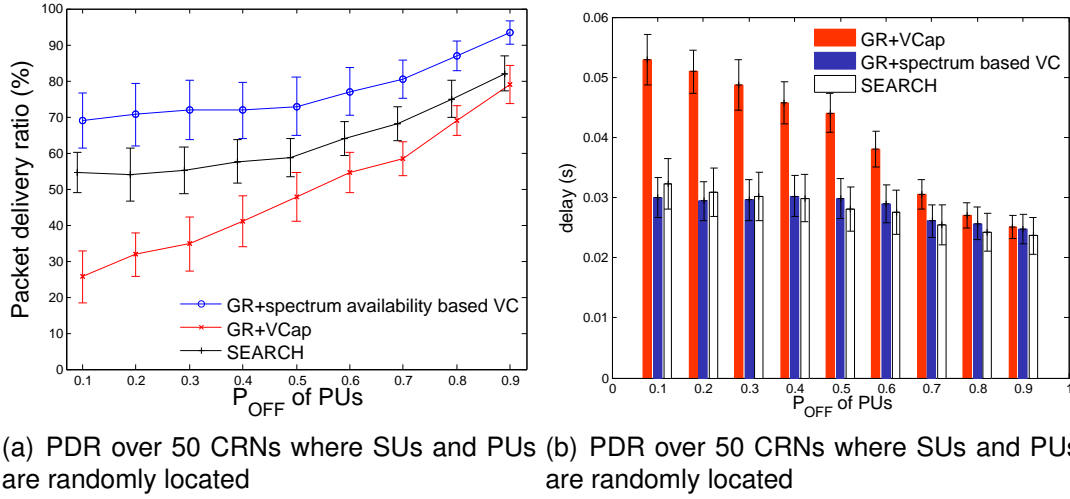 100
90
80
70
60
50
40
30
20
10
0
Packet delivery ratio (%)
GR+spectrum availability based VC
GR+VCap
SEARCH
0.1 0.2 0.3 0.4 0.5 0.6 0.7 0.8 0.9
P_OFF of PUs
0.06
0.05
0.04
0.03
0.02
0.01
0
delay (s)
GR+VCap
GR+spectrum based VC
SEARCH
0 0.1 0.2 0.3 0.4 0.5 0.6 0.7 0.8 0.9 1
P_OFF of PUs
(a) PDR over 50 CRNs where SUs and PUs
are randomly located
(b) PDR over 50 CRNs where SUs and PUs
are randomly located